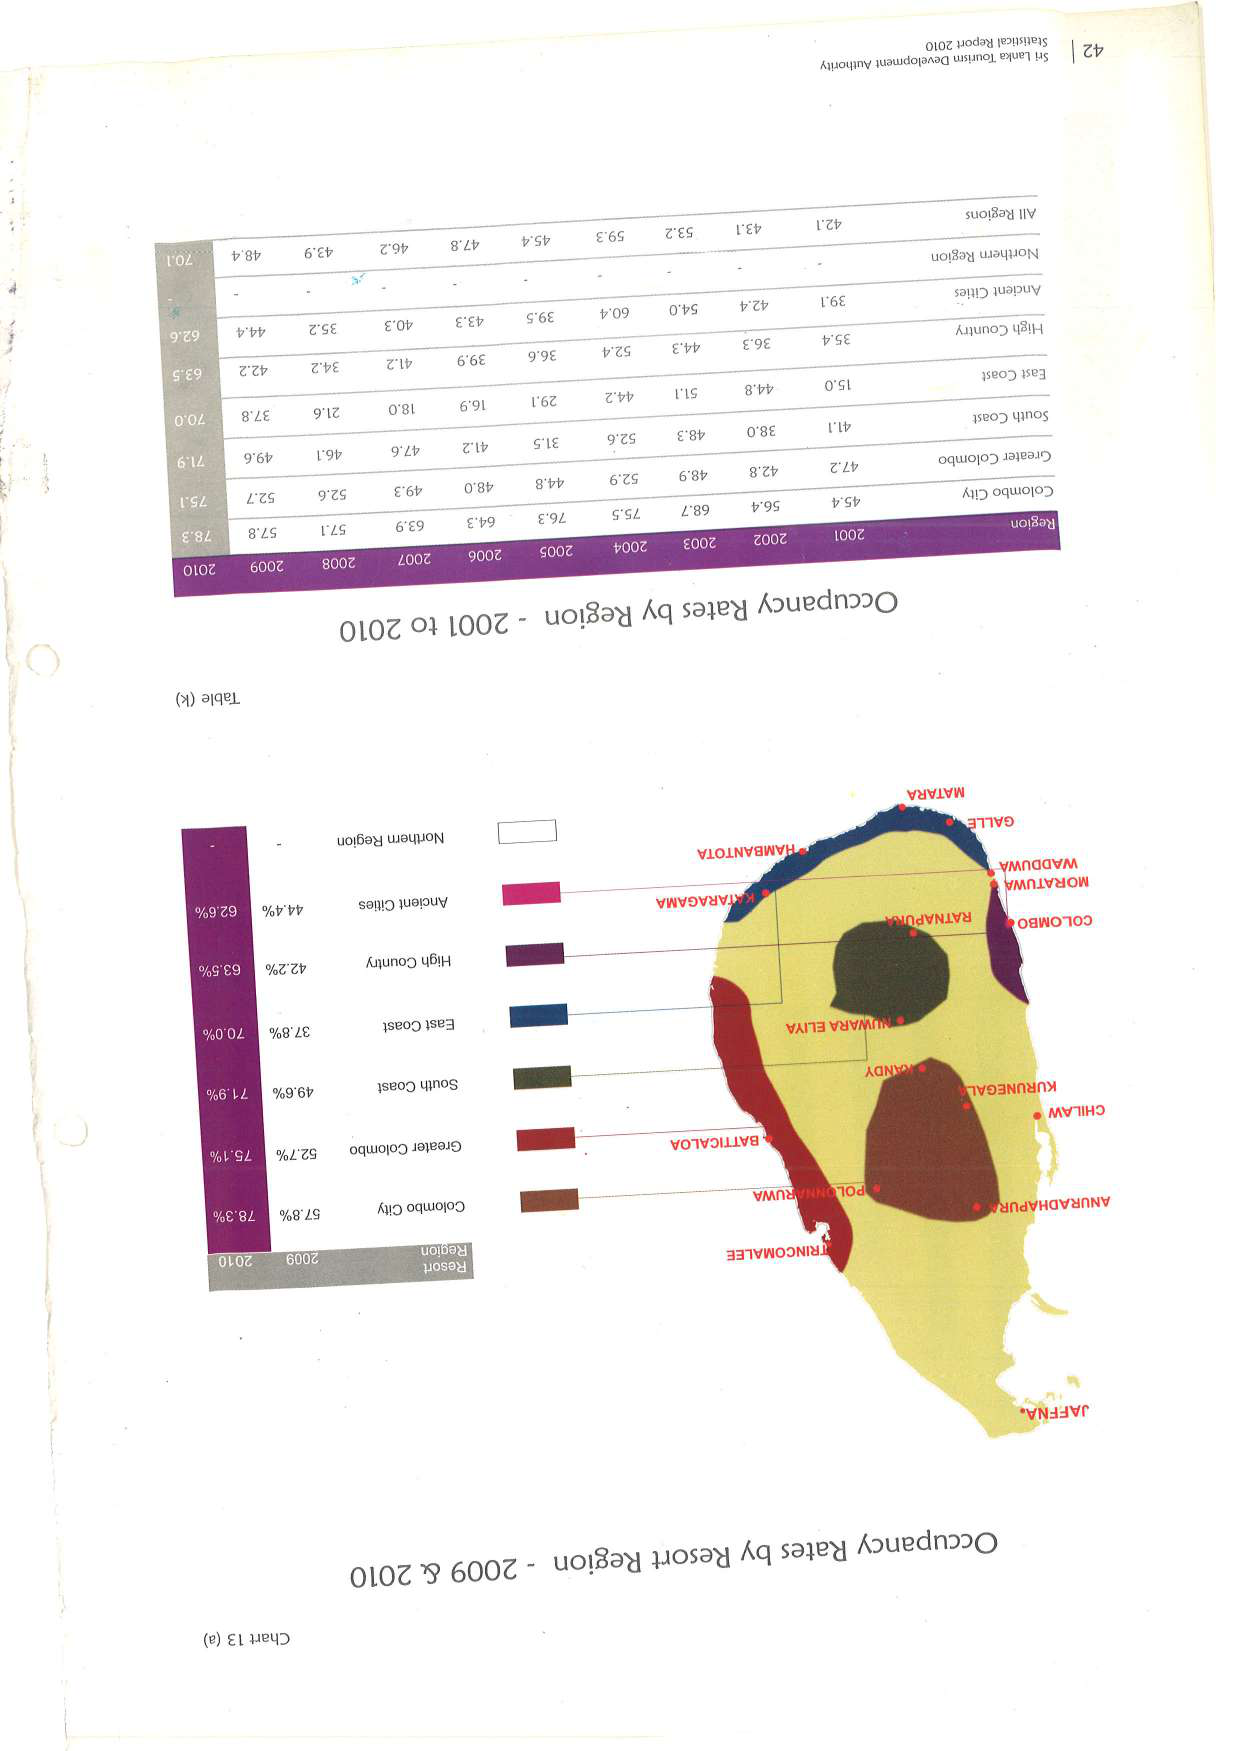 Chart 13 (a)
Occupancy Rates by Resort Region - 2009 & 2010
JAFFNA
TRINCOMALEE
ANURADHAPURA
POLONNARUWA
BATTICALOA
CHILAW
KURUNEGALA
KANDY
NUWARA ELIYA
COLOMBO
RATNAPURA
MORATUWA
WADDUWA
KATARAGAMA
HAMBANTOTA
GALLE
MATARA
Resort Region 2009 2010
Colombo City 57.8% 78.3%
Greater Colombo 52.7% 75.1%
South Coast 49.6% 71.9%
East Coast 37.8% 70.0%
High Country 42.2% 63.5%
Ancient Cities 44.4% 62.6%
Northern Region - -
Table (k)
Occupancy Rates by Region - 2001 to 2010
Region 2001 2002 2003 2004 2005 2006 2007 2008 2009 2010
Colombo City 45.4 56.4 68.7 75.5 76.3 64.3 63.9 57.1 57.8 78.3
Greater Colombo 47.2 42.8 48.9 52.9 44.8 48.0 49.3 52.6 52.7 75.1
South Coast 41.1 38.0 48.3 52.6 31.5 41.2 47.6 46.1 49.6 71.9
East Coast 15.0 44.8 51.1 44.2 29.1 16.9 18.0 21.6 37.8 70.0
High Country 35.4 36.3 44.3 52.4 36.6 39.9 41.2 34.2 42.2 63.5
Ancient Cities 39.1 42.4 54.0 60.4 39.5 43.3 40.3 35.2 44.4 62.6
Northern Region - - - - - - - - - -
All Regions 42.1 43.1 53.2 59.3 45.4 47.8 46.2 43.9 48.4 70.1
42 | Sri Lanka Tourism Development Authority
Statistical Report 2010